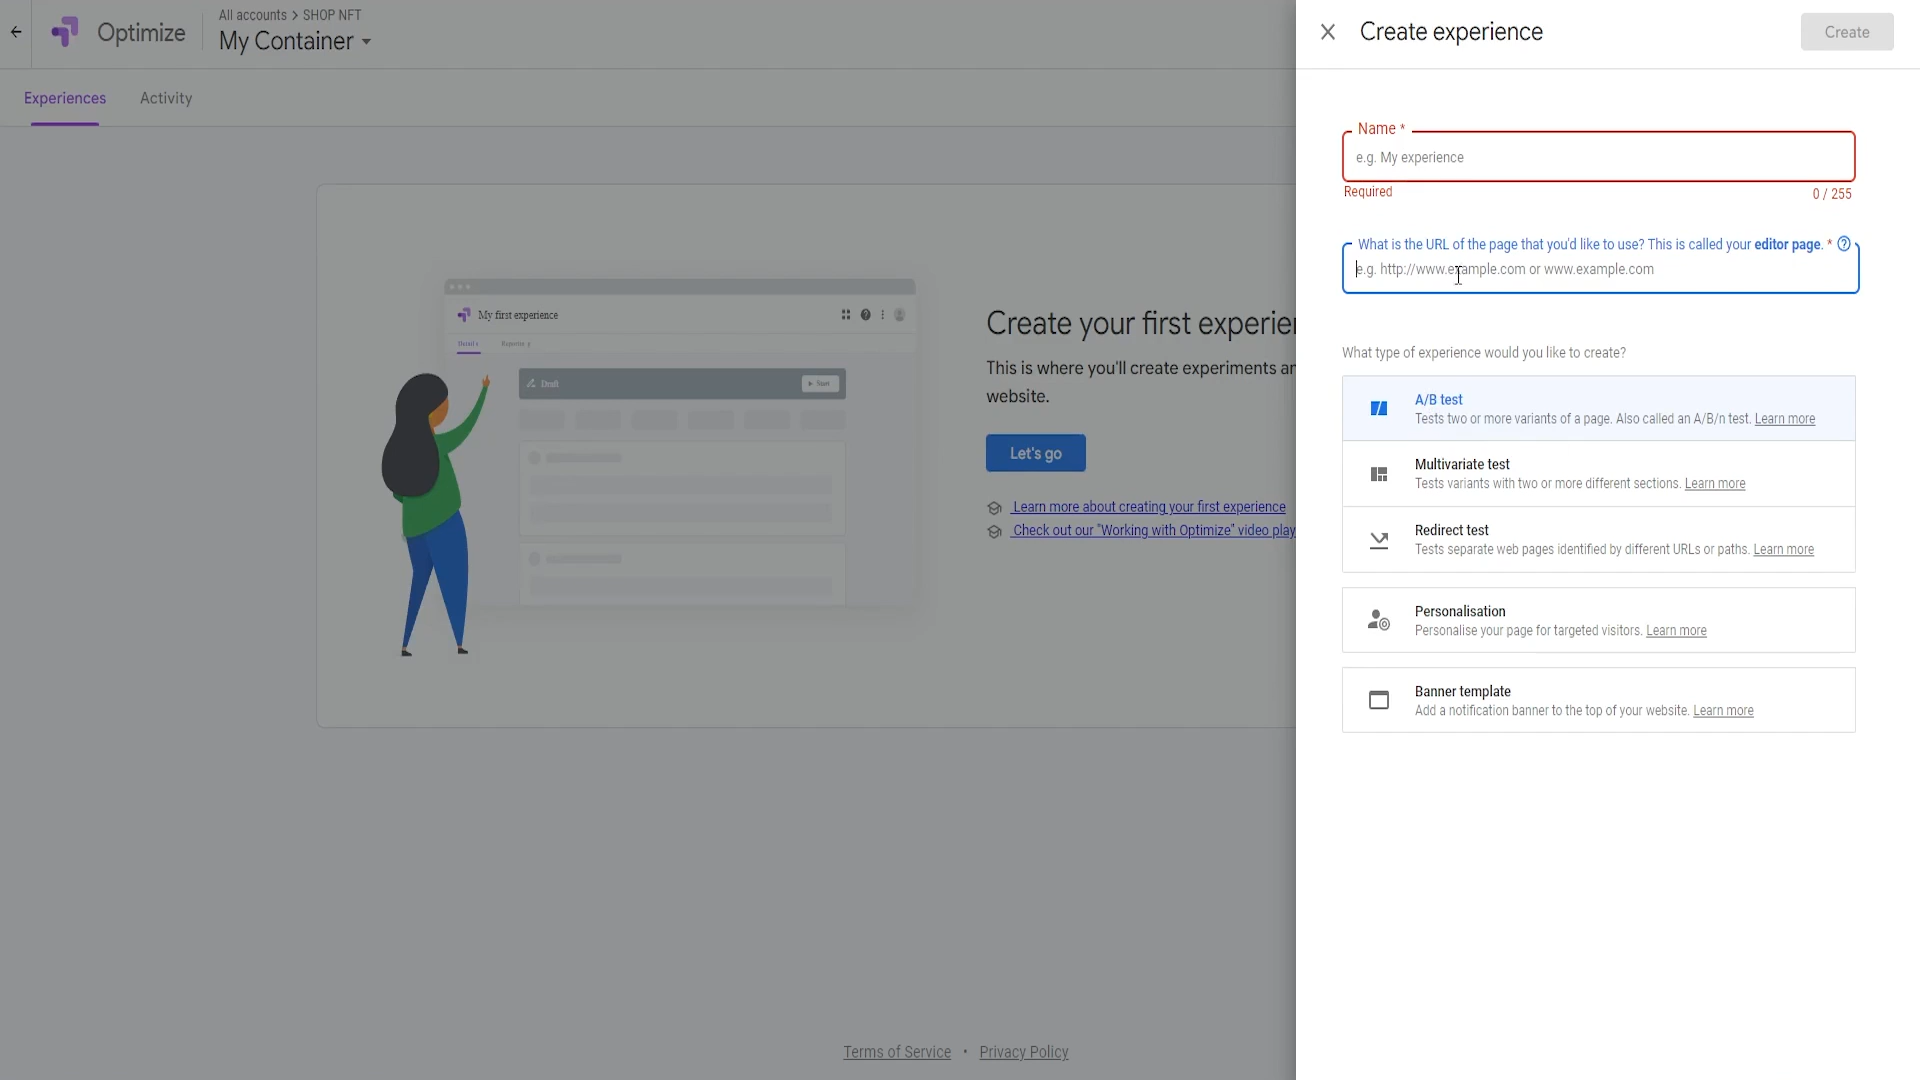 All accounts > SHOP NFT
Optimize
My Container
Create experience
Create
Experiences
Activity
Name *
e.g. My experience
Required
0 / 255
What is the URL of the page that you'd like to use? This is called your editor page. *
e.g. http://www.example.com or www.example.com
My first experience
Draft
Start
Create your first experie
This is where you'll create experiments an
website.
Let's go
Learn more about creating your first experience
Check out our "Working with Optimize" video play
What type of experience would you like to create?
A/B test
Tests two or more variants of a page. Also called an A/B/n test. Learn more
Multivariate test
Tests variants with two or more different sections. Learn more
Redirect test
Tests separate web pages identified by different URLs or paths. Learn more
Personalisation
Personalise your page for targeted visitors. Learn more
Banner template
Add a notification banner to the top of your website. Learn more
Terms of Service • Privacy Policy